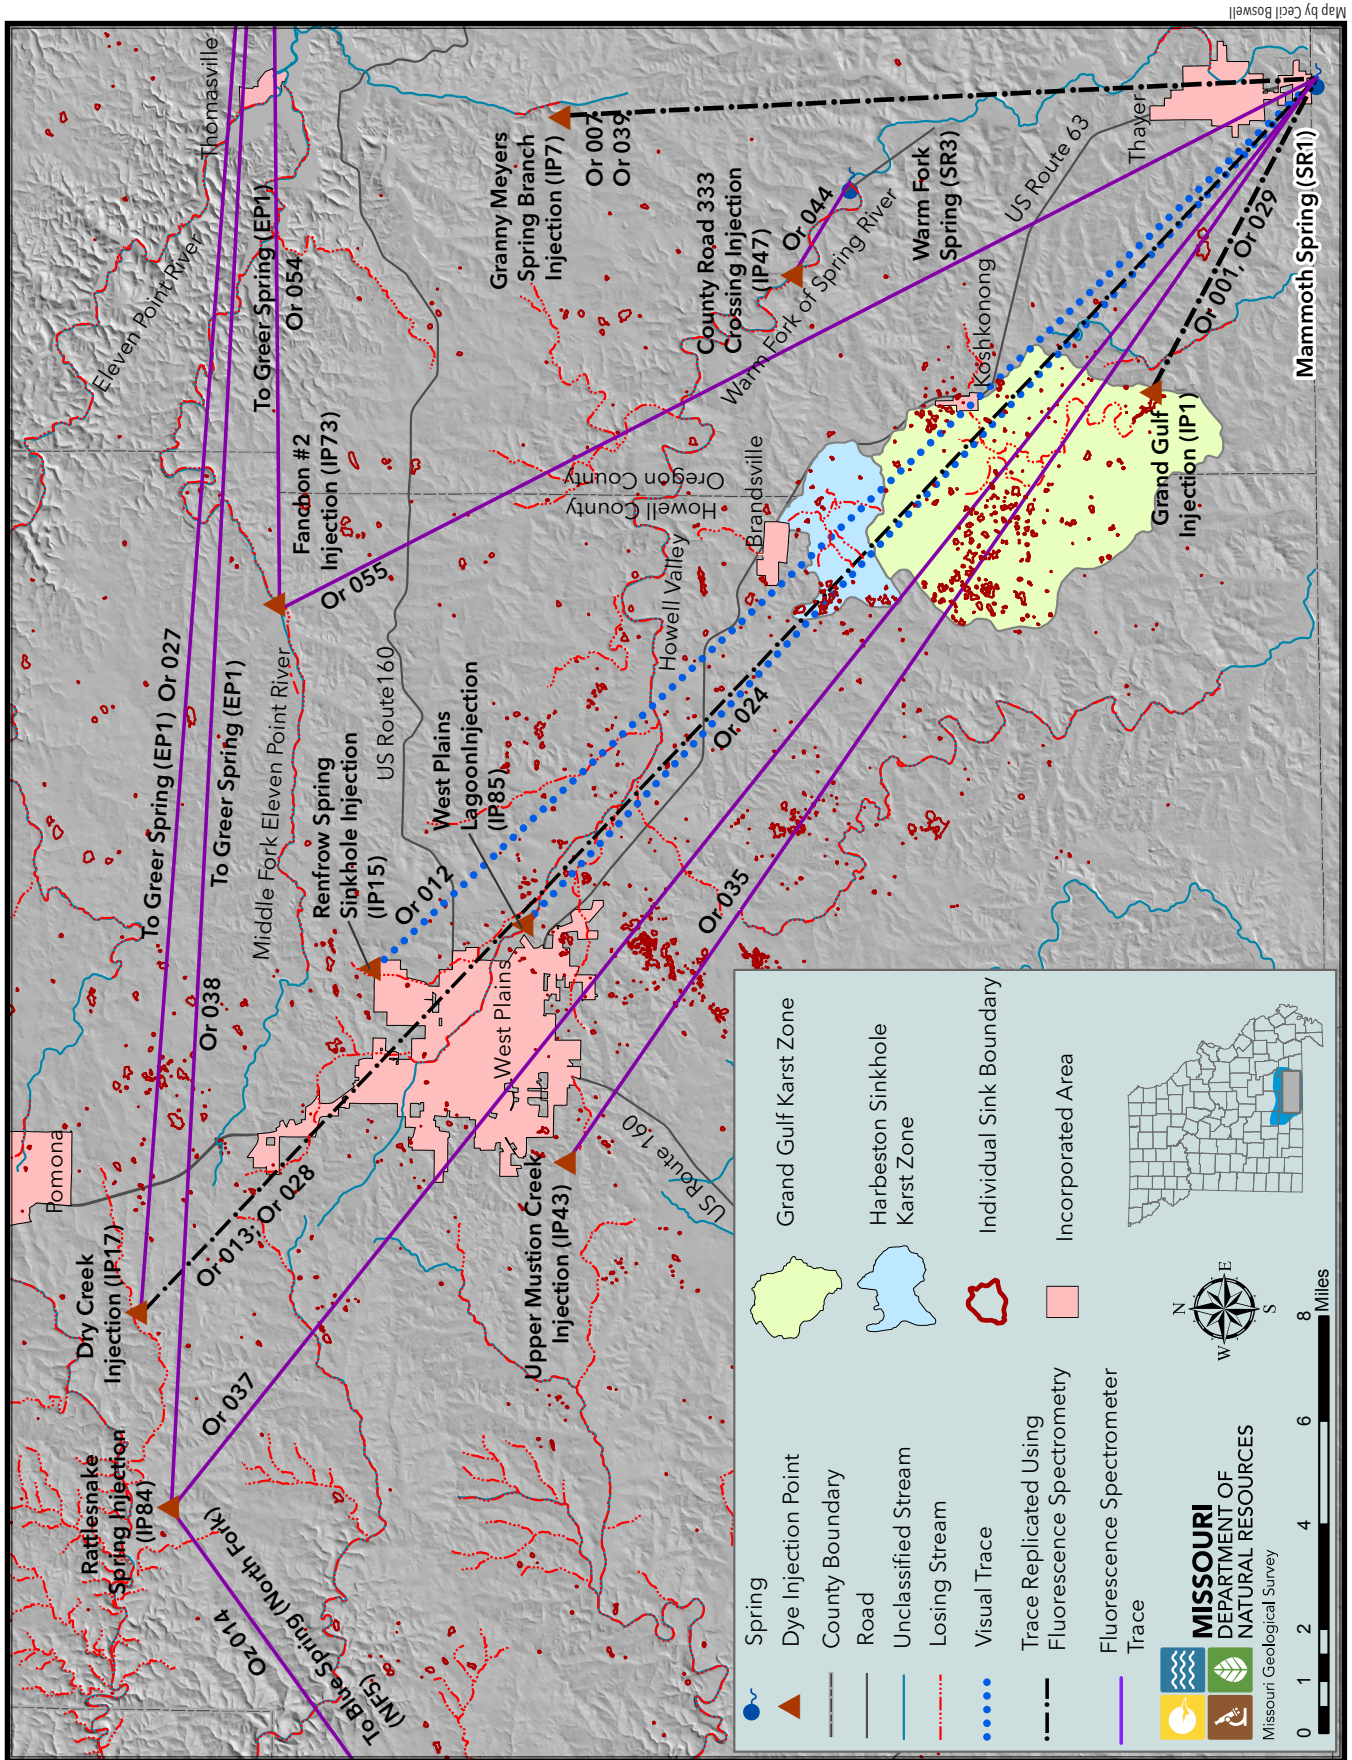 Map by Cecil Boswell
Rattlesnake
Spring Injection
(IP84)
Dry Creek
Injection (IP17)
Pomona
To Greer Spring (EP1)  Or 027
To Greer Spring (EP1)
Or 038
Oz 014
To Blue Spring (North Fork)
(NF5)
Or 037
Or 013; Or 028
Middle Fork Eleven Point River
Fanchon #2
Injection (IP73)
To Greer Spring (EP1)
Or 054
Or 055
Thomasville
Eleven Point River
Renfrow Spring
Sinkhole Injection
(IP15)
US Route160
Or 012
West Plains
LagoonInjection
(IP85)
West Plains
Granny Meyers
Spring Branch
Injection (IP7)
Or 007
Or 039
Upper Mustion Creek
Injection (IP43)
US Route 160
Howell County
Oregon County
Howell Valley
Or 024
Or 035
Brandsville
County Road 333
Crossing Injection
(IP47)
Or 044
Warm Fork of Spring River
Warm Fork
Spring (SR3)
Koshkonong
US Route 63
Thayer
Grand Gulf
Injection (IP1)
Or 001, Or 029
Mammoth Spring (SR1)
Spring
Dye Injection Point
County Boundary
Road
Unclassified Stream
Losing Stream
Visual Trace
Trace Replicated Using
Fluorescence Spectrometry
Fluorescence Spectrometer
Trace
Grand Gulf Karst Zone
Harbeston Sinkhole
Karst Zone
Individual Sink Boundary
Incorporated Area
MISSOURI
DEPARTMENT OF
NATURAL RESOURCES
Missouri Geological Survey
N
W
E
S
0 1 2 4 6 8
Miles